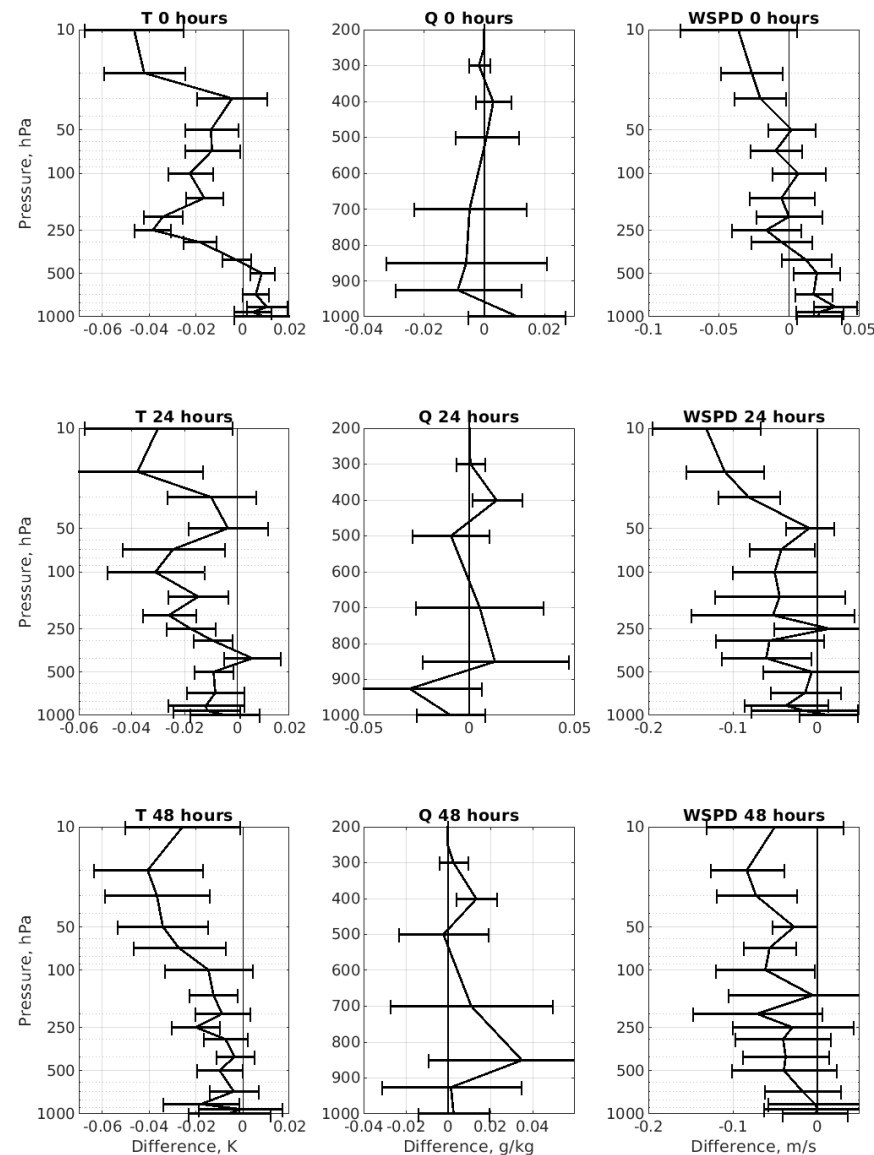 T 0 hours
Q 0 hours
WSPD 0 hours
Pressure, hPa
10
50
100
250
500
1000
-0.06 -0.04 -0.02 0 0.02
200
300
400
500
600
700
800
900
1000
-0.04 -0.02 0 0.02
10
50
100
250
500
1000
-0.1 -0.05 0 0.05
T 24 hours
Q 24 hours
WSPD 24 hours
Pressure, hPa
10
50
100
250
500
1000
-0.06 -0.04 -0.02 0 0.02
200
300
400
500
600
700
800
900
1000
-0.05 0 0.05
10
50
100
250
500
1000
-0.2 -0.1 0
T 48 hours
Q 48 hours
WSPD 48 hours
Pressure, hPa
10
50
100
250
500
1000
-0.06 -0.04 -0.02 0 0.02
Difference, K
200
300
400
500
600
700
800
900
1000
-0.04 -0.02 0 0.02 0.04
Difference, g/kg
10
50
100
250
500
1000
-0.2 -0.1 0
Difference, m/s